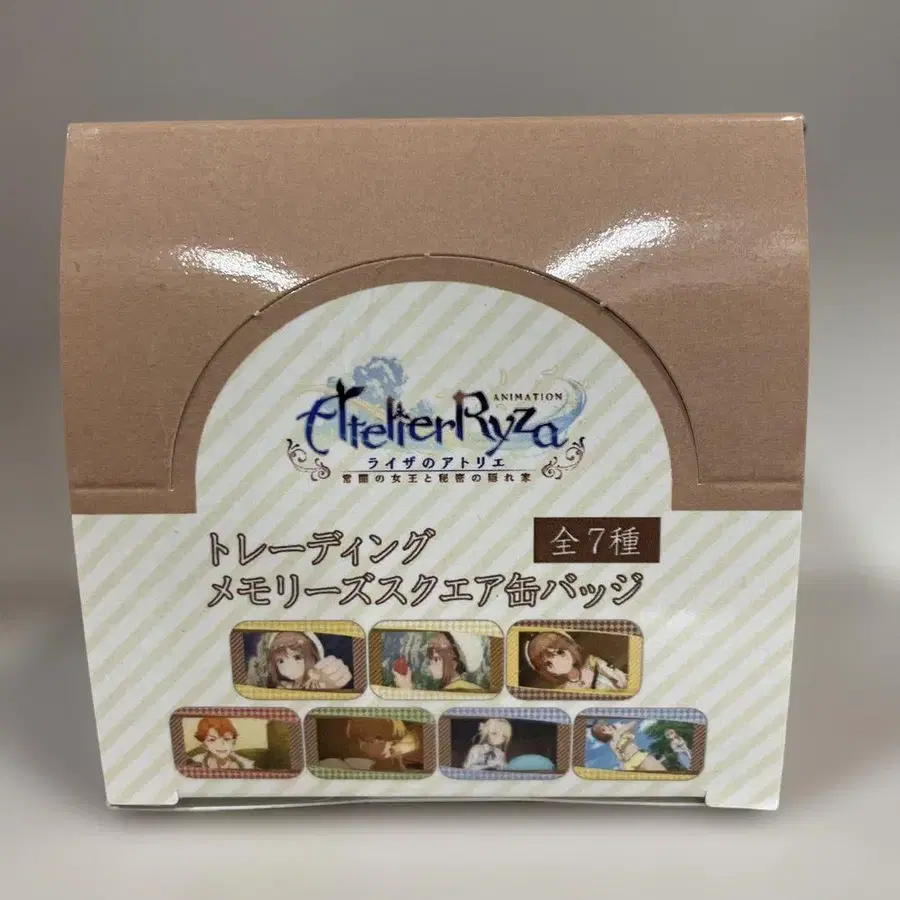 ANIMATION
AtelierRyza
ライザのアトリエ
常闇の女王と秘密の隠れ家
トレーディング
全7種
メモリーズスクエア缶バッジ